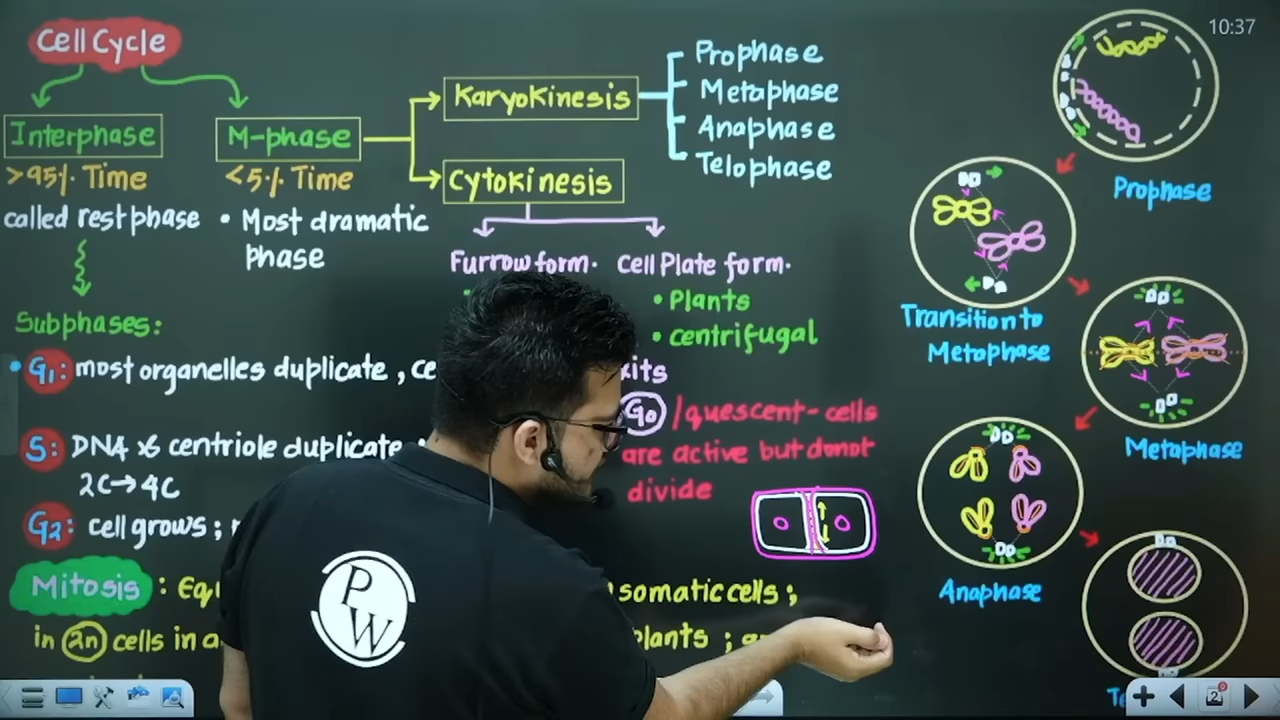 10:37
Cell Cycle
Interphase
>95% Time
called rest phase
M-phase
<5% Time
• Most dramatic
phase
Karyokinesis
Prophase
Metaphase
Anaphase
Telophase
Cytokinesis
Furrow form.
Cell Plate form.
• Plants
• centrifugal
Subphases:
• G1: most organelles duplicate,
G0 / quescent-cells
are active but donot
divide
S: DNA & centriole duplicate
2C→4C
G2: cell grows;
Mitosis :
somatic cells;
in 2n cells in
plants ;
Prophase
Transition to
Metaphase
Metaphase
Anaphase
PW
2